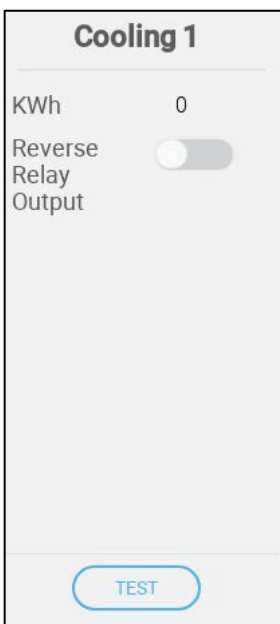 Cooling 1
KWh 0
Reverse
Relay
Output
TEST